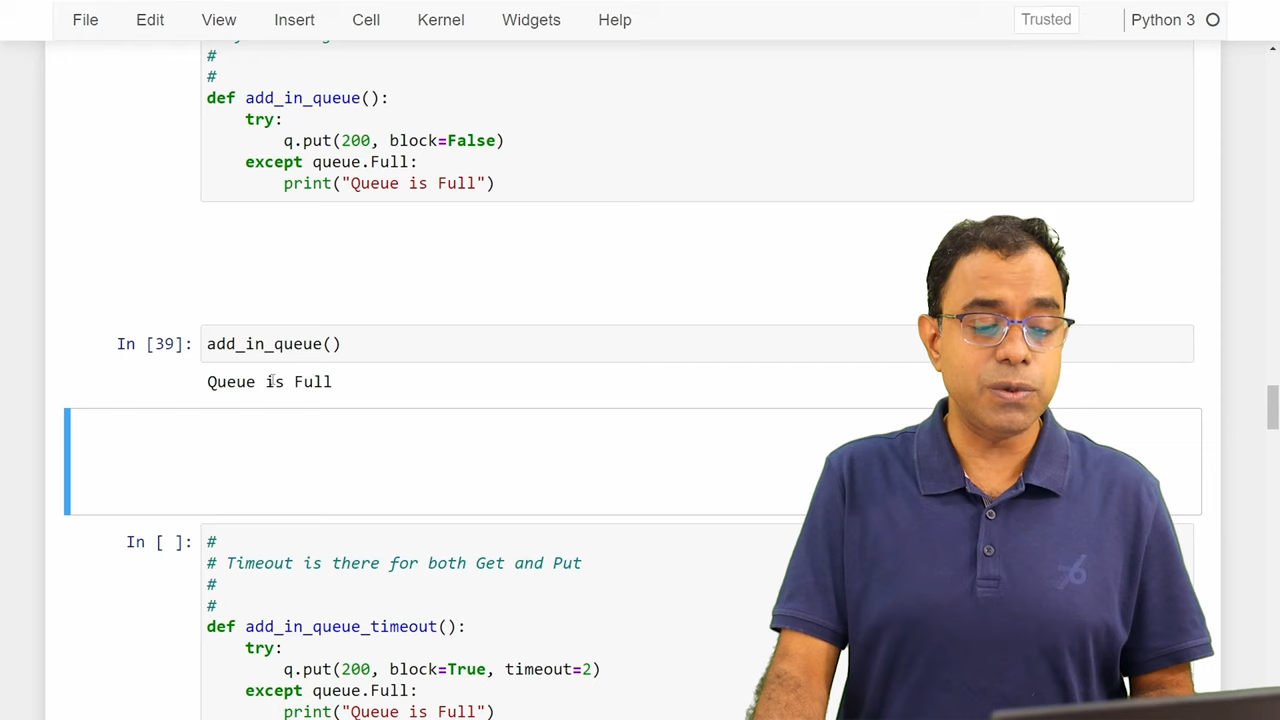 File Edit View Insert Cell Kernel Widgets Help Trusted Python 3
#
#
def add_in_queue():
try:
q.put(200, block=False)
except queue.Full:
print("Queue is Full")
In [39]: add_in_queue()
Queue is Full
In [ ]: #
# Timeout is there for both Get and Put
#
#
def add_in_queue_timeout():
try:
q.put(200, block=True, timeout=2)
except queue.Full:
print("Queue is Full")